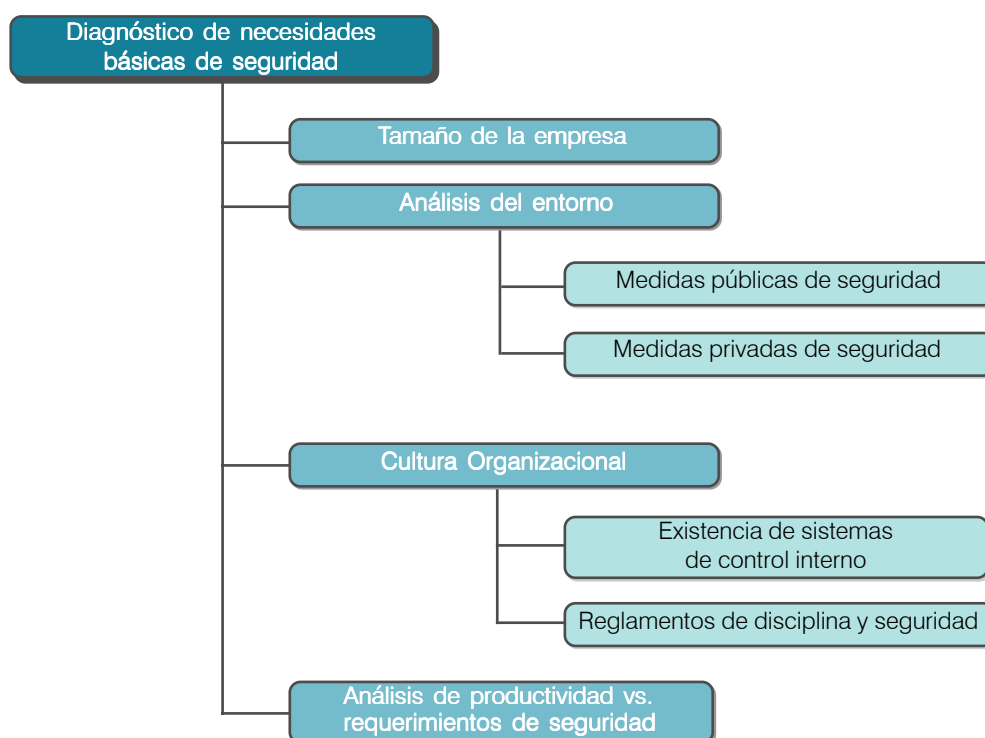 Diagnóstico de necesidades
básicas de seguridad
Tamaño de la empresa
Análisis del entorno
Medidas públicas de seguridad
Medidas privadas de seguridad
Cultura Organizacional
Existencia de sistemas
de control interno
Reglamentos de disciplina y seguridad
Análisis de productividad vs.
requerimientos de seguridad